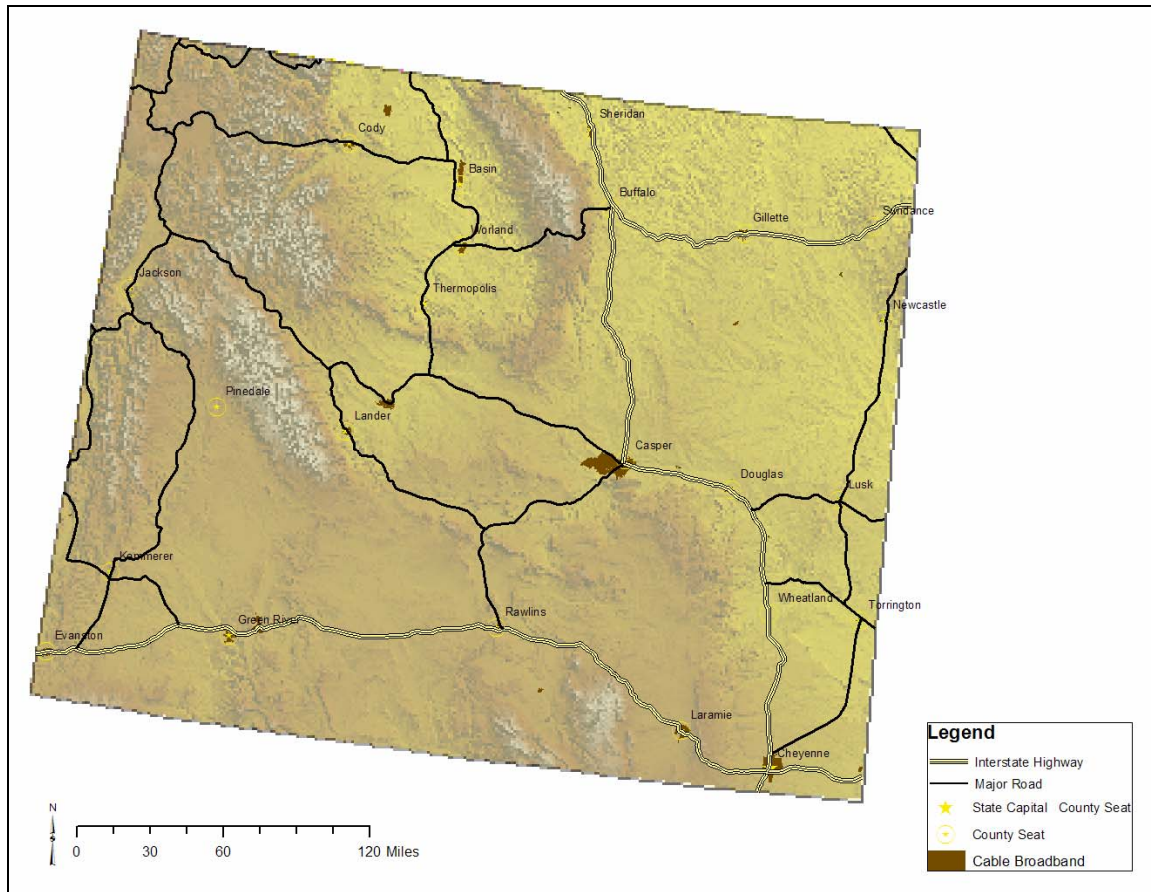 Sheridan
Cody
Basin
Buffalo
Gillette
Sundance
Worland
Jackson
Thermopolis
Newcastle
Pinedale
Lander
Casper
Douglas
Lusk
Kemmerer
Wheatland
Torrington
Green River
Rawlins
Evanston
Laramie
Cheyenne
Legend
Interstate Highway
Major Road
State Capital County Seat
County Seat
Cable Broadband
N
0 30 60 120 Miles